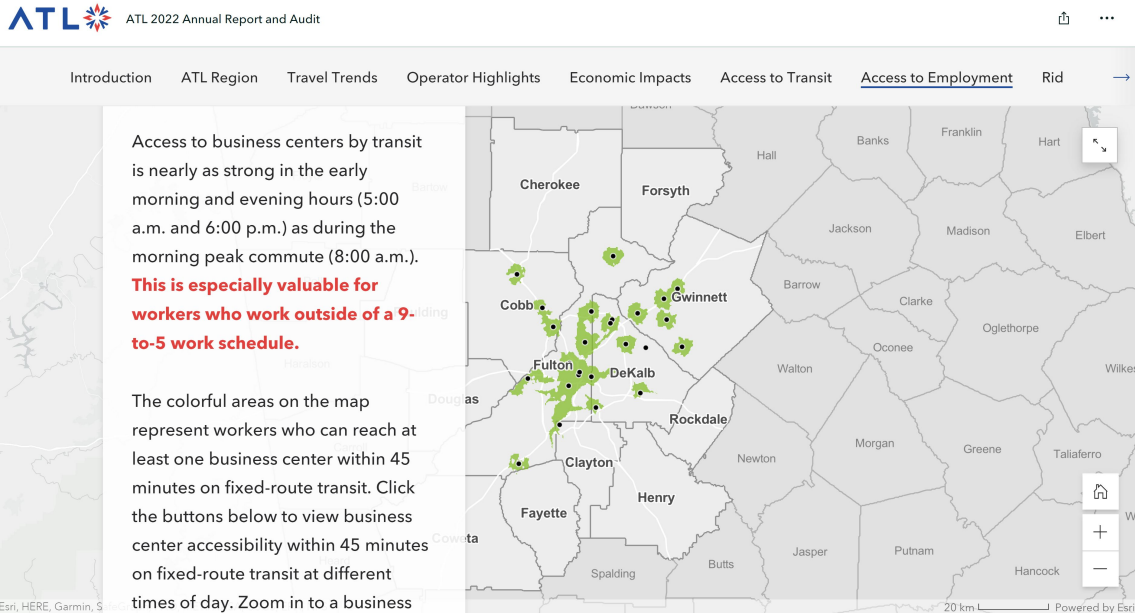 ATL
ATL 2022 Annual Report and Audit
Introduction
ATL Region
Travel Trends
Operator Highlights
Economic Impacts
Access to Transit
Access to Employment
Rid
Access to business centers by transit
is nearly as strong in the early
morning and evening hours (5:00
a.m. and 6:00 p.m.) as during the
morning peak commute (8:00 a.m.).
This is especially valuable for
workers who work outside of a 9-
to-5 work schedule.
The colorful areas on the map
represent workers who can reach at
least one business center within 45
minutes on fixed-route transit. Click
the buttons below to view business
center accessibility within 45 minutes
on fixed-route transit at different
times of day. Zoom in to a business
Dawson
Hall
Banks
Franklin
Hart
Cherokee
Forsyth
Bartow
Jackson
Madison
Elbert
Cobb
Gwinnett
Barrow
Clarke
Oglethorpe
Oconee
Paulding
Haralson
Fulton
DeKalb
Walton
Wilkes
Douglas
Rockdale
Morgan
Greene
Taliaferro
Newton
Clayton
Henry
Fayette
Coweta
Spalding
Butts
Jasper
Putnam
Hancock
W
Esri, HERE, Garmin, S
20 km
Powered by Esri